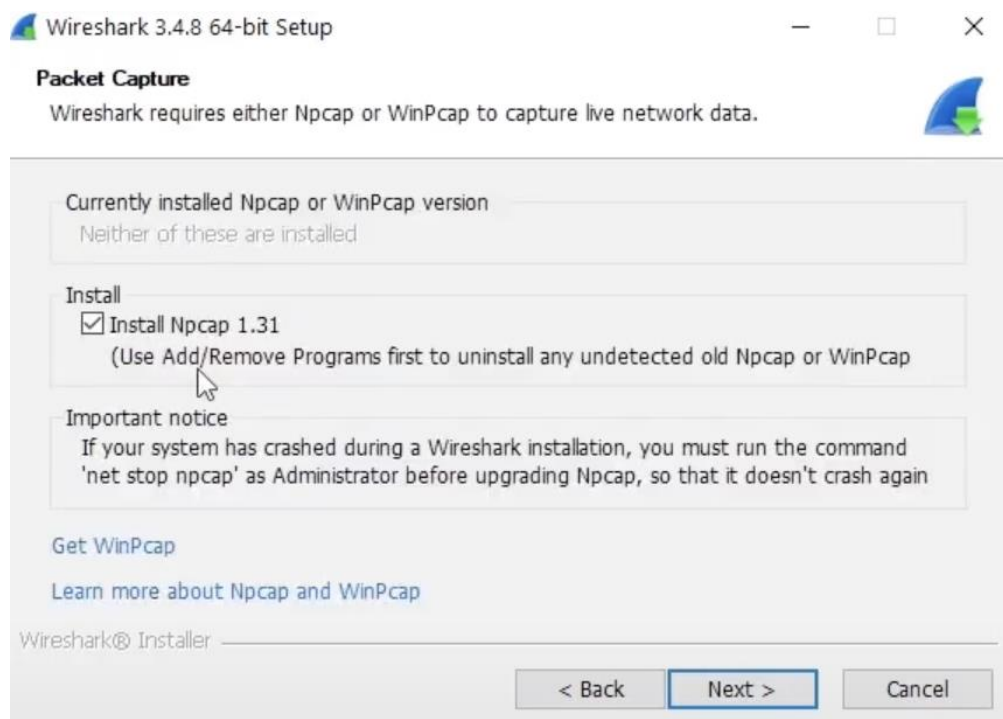 Wireshark 3.4.8 64-bit Setup
Packet Capture
Wireshark requires either Npcap or WinPcap to capture live network data.
Currently installed Npcap or WinPcap version
Neither of these are installed
Install
Install Npcap 1.31
(Use Add/Remove Programs first to uninstall any undetected old Npcap or WinPcap
Important notice
If your system has crashed during a Wireshark installation, you must run the command
'net stop npcap' as Administrator before upgrading Npcap, so that it doesn't crash again
Get WinPcap
Learn more about Npcap and WinPcap
Wireshark® Installer
< Back
Next >
Cancel